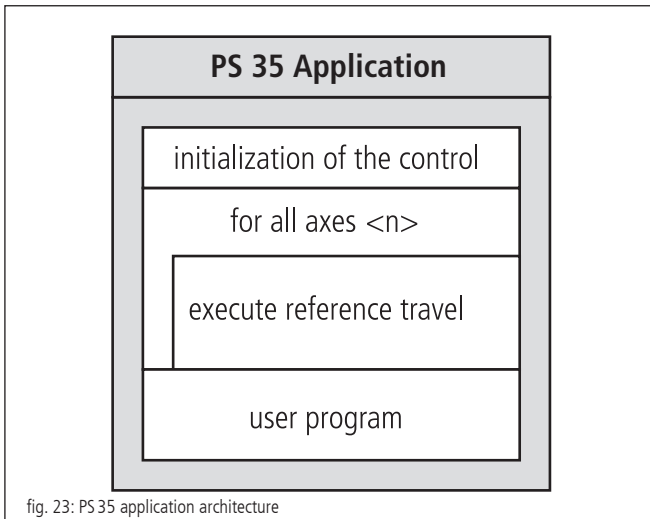 PS 35 Application
initialization of the control
for all axes <n>
execute reference travel
user program
fig. 23: PS 35 application architecture